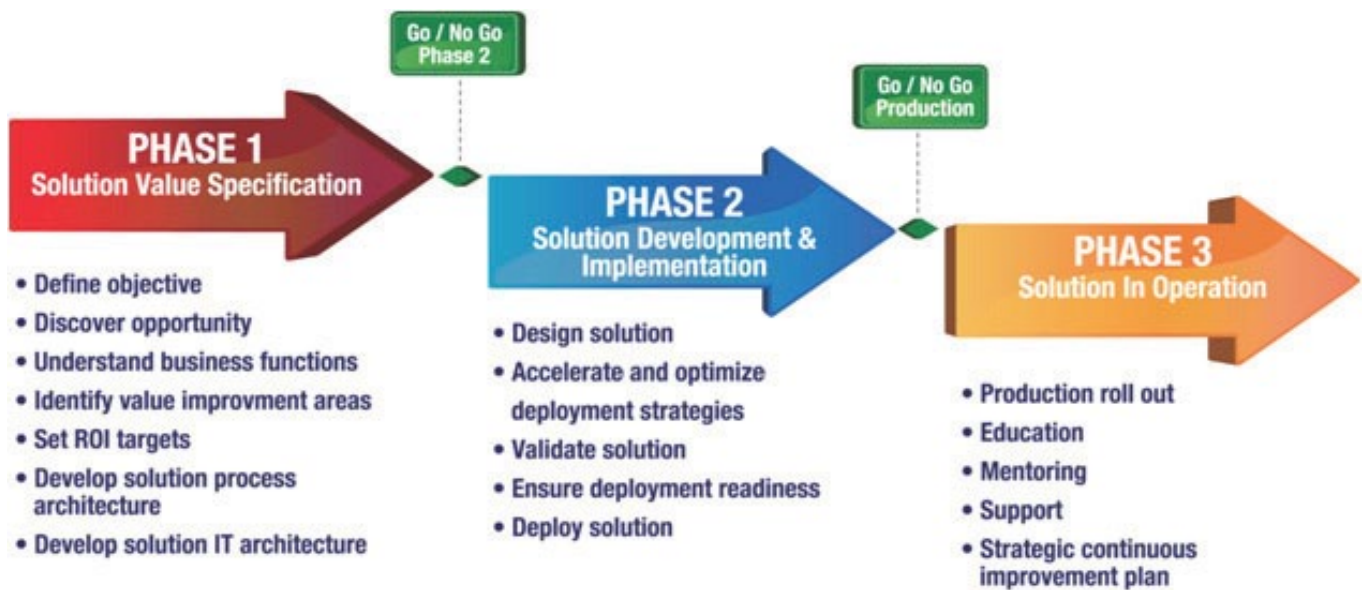 Go / No Go
Phase 2
Go / No Go
Production
PHASE 1
Solution Value Specification
PHASE 2
Solution Development &
Implementation
PHASE 3
Solution In Operation
• Define objective
• Discover opportunity
• Understand business functions
• Identify value improvment areas
• Set ROI targets
• Develop solution process
architecture
• Develop solution IT architecture
• Design solution
• Accelerate and optimize
deployment strategies
• Validate solution
• Ensure deployment readiness
• Deploy solution
• Production roll out
• Education
• Mentoring
• Support
• Strategic continuous
improvement plan